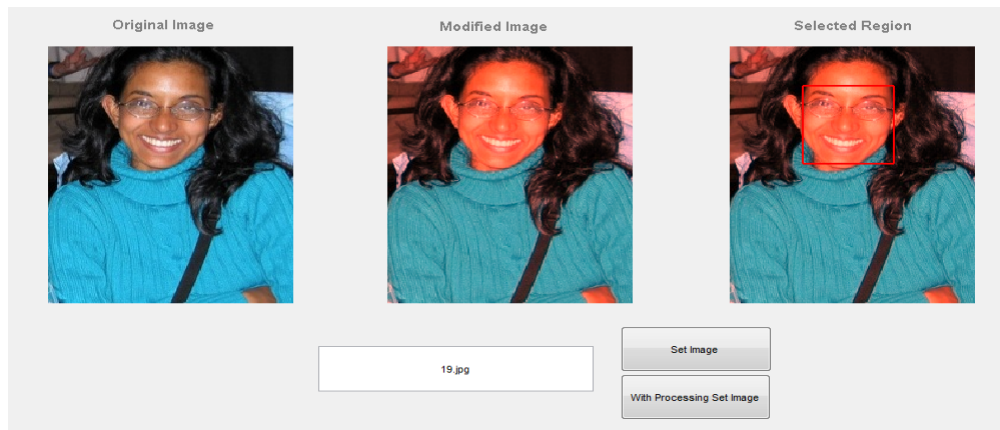 Original Image
Modified Image
Selected Region
19.jpg
Set Image
With Processing Set Image